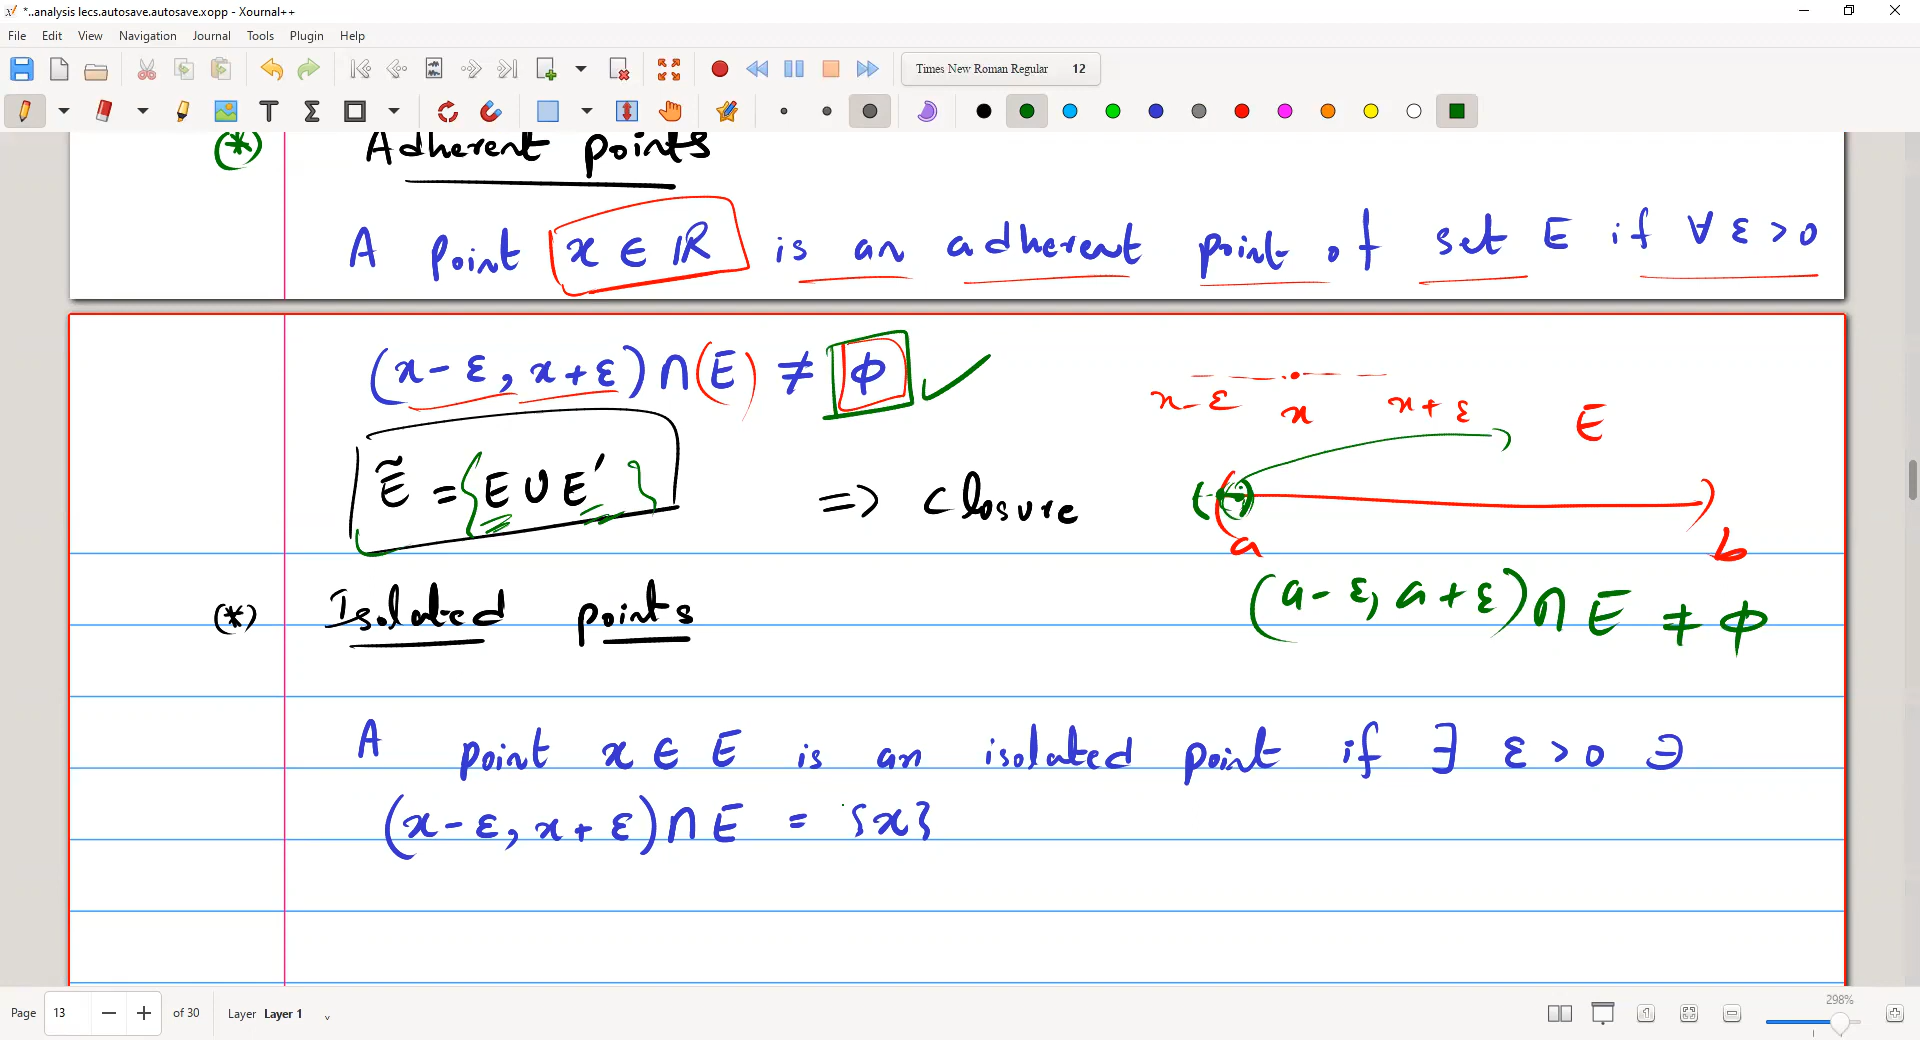 *..analysis lecs.autosave.autosave.xopp - Xournal++
File Edit View Navigation Journal Tools Plugin Help
Times New Roman Regular 12
(*) Adherent points
A point x ∈ ℝ is an adherent point of set E if ∀ ε > 0
(x - ε, x + ε) ∩ (E) ≠ ϕ
x - ε x x + ε E
Ẽ = {E ∪ E′} => closure
a b
(a - ε, a + ε) ∩ E ≠ ϕ
(*) Isolated points
A point x ∈ E is an isolated point if ∃ ε > 0 ∋
(x - ε, x + ε) ∩ E = {x}
298%
Page 13 of 30 Layer Layer 1